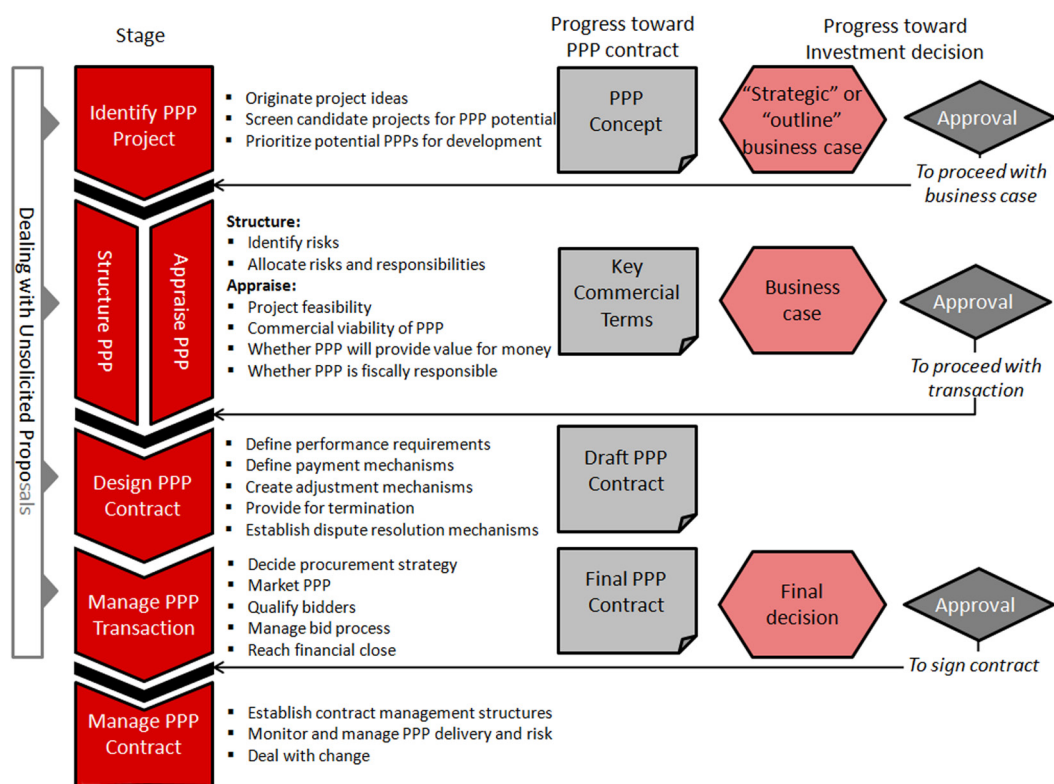 Stage
Progress toward
PPP contract
Progress toward
Investment decision
Dealing with Unsolicited Proposals
Identify PPP
Project
▪ Originate project ideas
▪ Screen candidate projects for PPP potential
▪ Prioritize potential PPPs for development
PPP
Concept
“Strategic” or
“outline”
business case
Approval
To proceed with
business case
Structure PPP
Appraise PPP
Structure:
▪ Identify risks
▪ Allocate risks and responsibilities
Appraise:
▪ Project feasibility
▪ Commercial viability of PPP
▪ Whether PPP will provide value for money
▪ Whether PPP is fiscally responsible
Key
Commercial
Terms
Business
case
Approval
To proceed with
transaction
Design PPP
Contract
▪ Define performance requirements
▪ Define payment mechanisms
▪ Create adjustment mechanisms
▪ Provide for termination
▪ Establish dispute resolution mechanisms
Draft PPP
Contract
Manage PPP
Transaction
▪ Decide procurement strategy
▪ Market PPP
▪ Qualify bidders
▪ Manage bid process
▪ Reach financial close
Final PPP
Contract
Final
decision
Approval
To sign contract
Manage PPP
Contract
▪ Establish contract management structures
▪ Monitor and manage PPP delivery and risk
▪ Deal with change